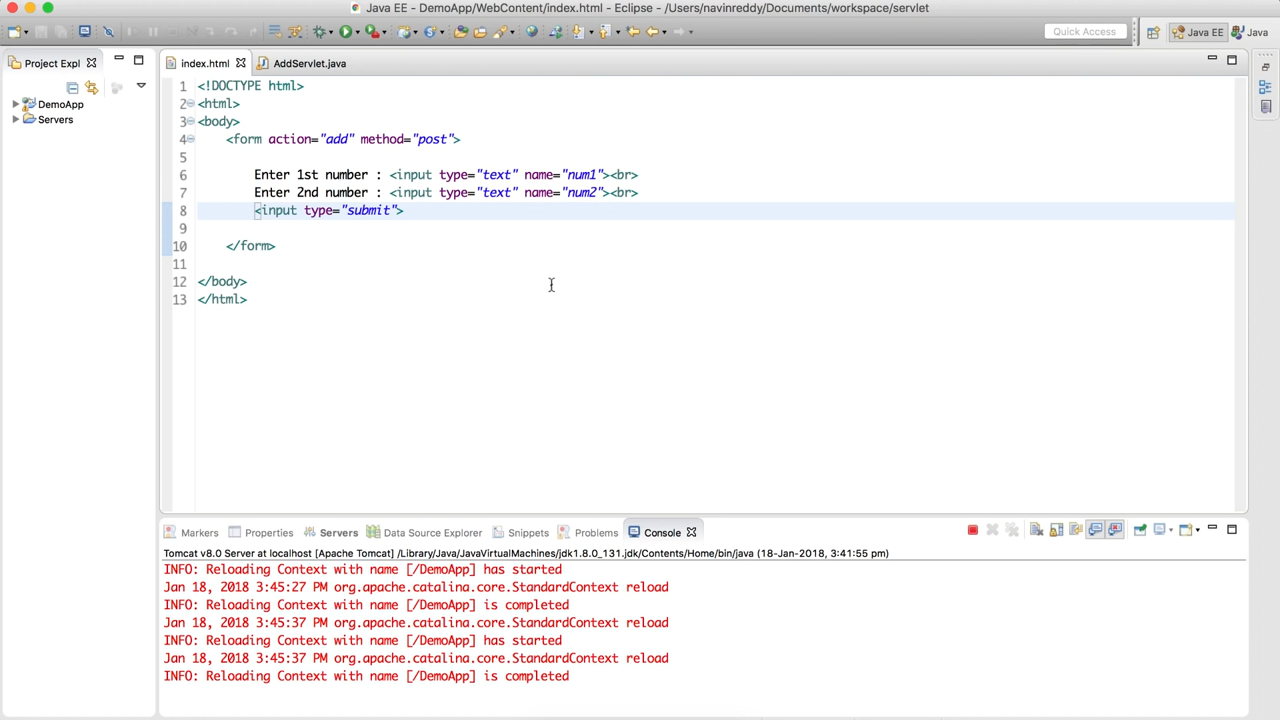 Java EE - DemoApp/WebContent/index.html - Eclipse - /Users/navinreddy/Documents/workspace/servlet
Quick Access
Java EE
Java
Project Expl
index.html
AddServlet.java
DemoApp
Servers
1 <!DOCTYPE html>
2 <html>
3 <body>
4 <form action="add" method="post">
5
6 Enter 1st number : <input type="text" name="num1"><br>
7 Enter 2nd number : <input type="text" name="num2"><br>
8 <input type="submit">
9
10 </form>
11
12 </body>
13 </html>
Markers Properties Servers Data Source Explorer Snippets Problems Console
Tomcat v8.0 Server at localhost [Apache Tomcat] /Library/Java/JavaVirtualMachines/jdk1.8.0_131.jdk/Contents/Home/bin/java (18-Jan-2018, 3:41:55 pm)
INFO: Reloading Context with name [/DemoApp] has started
Jan 18, 2018 3:45:27 PM org.apache.catalina.core.StandardContext reload
INFO: Reloading Context with name [/DemoApp] is completed
Jan 18, 2018 3:45:37 PM org.apache.catalina.core.StandardContext reload
INFO: Reloading Context with name [/DemoApp] has started
Jan 18, 2018 3:45:37 PM org.apache.catalina.core.StandardContext reload
INFO: Reloading Context with name [/DemoApp] is completed